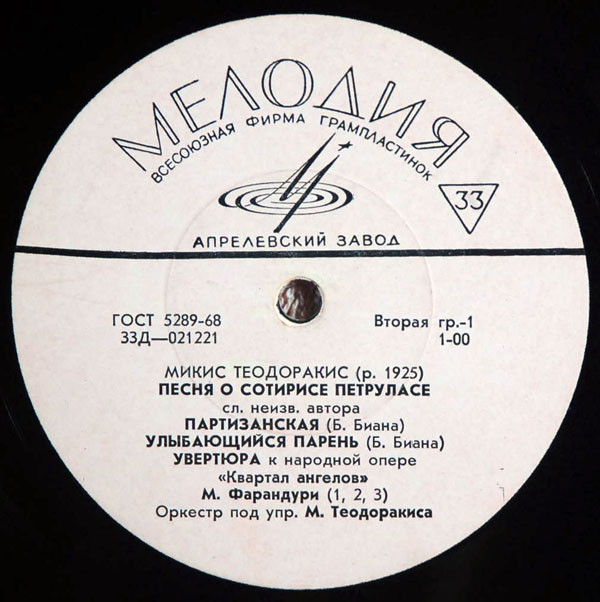 МЕЛОДИЯ
ВСЕСОЮЗНАЯ ФИРМА ГРАМПЛАСТИНОК
33
АПРЕЛЕВСКИЙ ЗАВОД
ГОСТ 5289-68
Вторая гр.-1
33Д—021221
1-00
МИКИС ТЕОДОРАКИС (р. 1925)
ПЕСНЯ О СОТИРИСЕ ПЕТРУЛАСЕ
сл. неизв. автора
ПАРТИЗАНСКАЯ (Б. Биана)
УЛЫБАЮЩИЙСЯ ПАРЕНЬ (Б. Биана)
УВЕРТЮРА к народной опере
«Квартал ангелов»
М. Фарандури (1, 2, 3)
Оркестр под упр. М. Теодоракиса